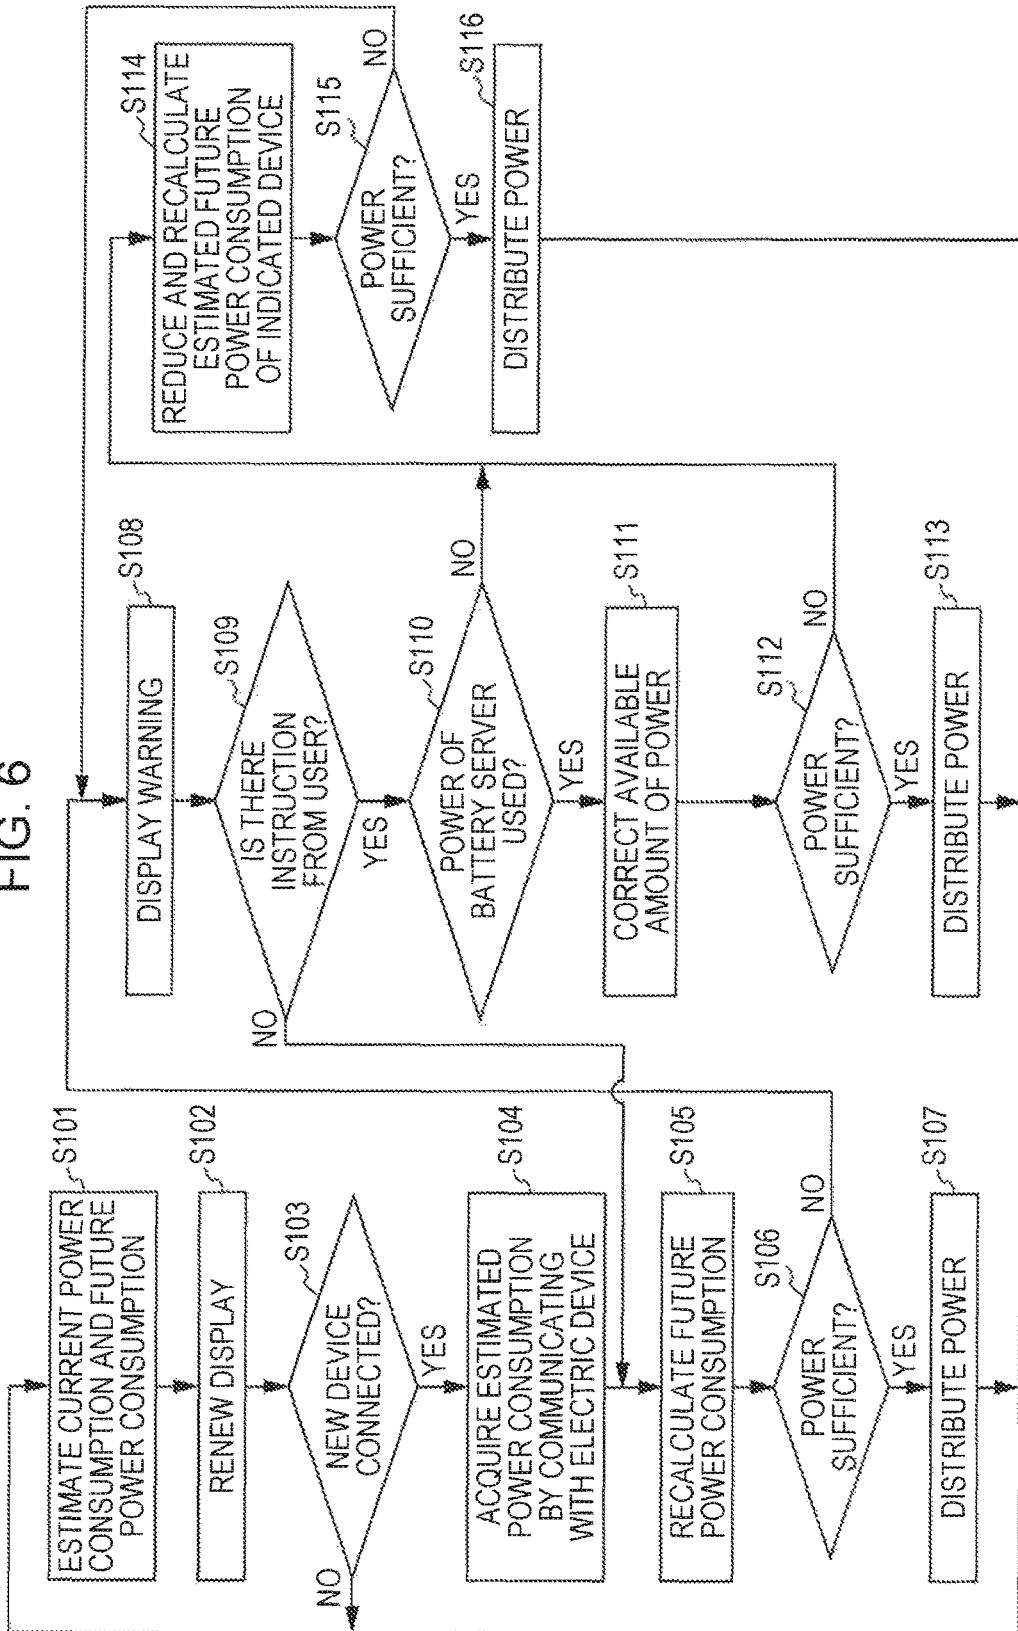 FIG. 6
ESTIMATE CURRENT POWER
CONSUMPTION AND FUTURE
POWER CONSUMPTION
S101
RENEW DISPLAY
S102
NEW DEVICE
CONNECTED?
S103
NO
YES
ACQUIRE ESTIMATED
POWER CONSUMPTION
BY COMMUNICATING
WITH ELECTRIC DEVICE
S104
RECALCULATE FUTURE
POWER CONSUMPTION
S105
POWER
SUFFICIENT?
S106
NO
YES
DISTRIBUTE POWER
S107
DISPLAY WARNING
S108
IS THERE
INSTRUCTION
FROM USER?
S109
NO
YES
POWER OF
BATTERY SERVER
USED?
S110
NO
YES
CORRECT AVAILABLE
AMOUNT OF POWER
S111
POWER
SUFFICIENT?
S112
NO
YES
DISTRIBUTE POWER
S113
REDUCE AND RECALCULATE
ESTIMATED FUTURE
POWER CONSUMPTION
OF INDICATED DEVICE
S114
POWER
SUFFICIENT?
S115
NO
YES
DISTRIBUTE POWER
S116